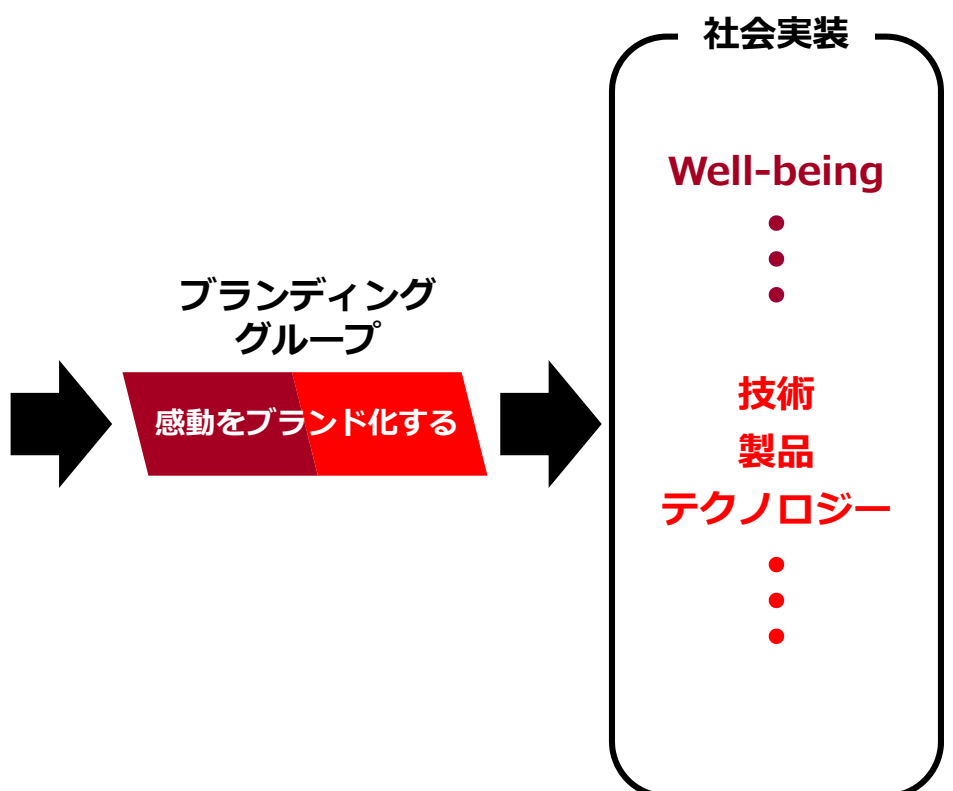 社会実装
Well-being
ブランディング
グループ
感動をブランド化する
技術
製品
テクノロジー